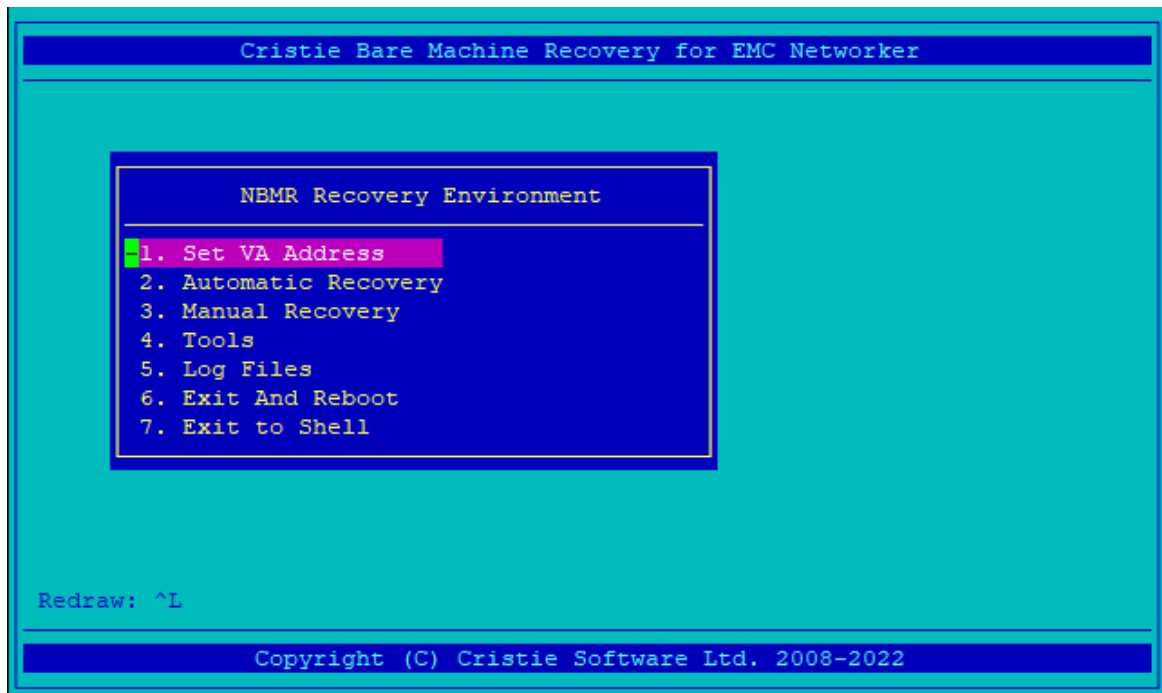 Cristie Bare Machine Recovery for EMC Networker
NBMR Recovery Environment
1. Set VA Address
2. Automatic Recovery
3. Manual Recovery
4. Tools
5. Log Files
6. Exit And Reboot
7. Exit to Shell
Redraw: ^L
Copyright (C) Cristie Software Ltd. 2008-2022